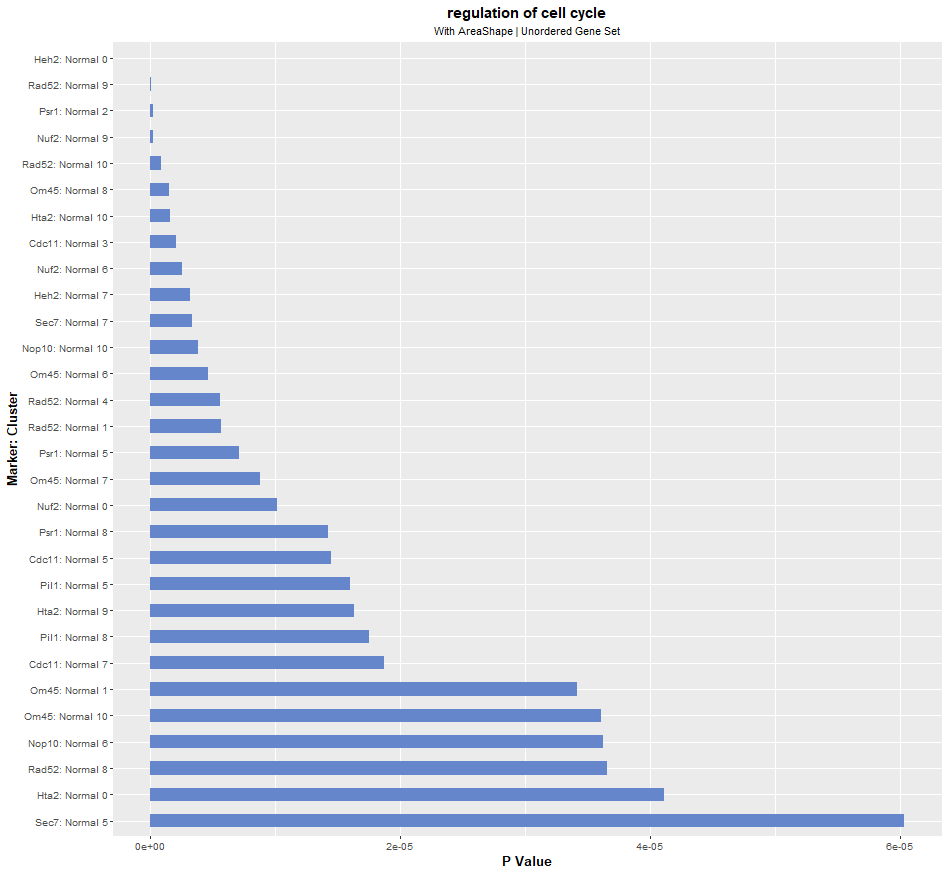 regulation of cell cycle
With AreaShape | Unordered Gene Set
Marker: Cluster
Heh2: Normal 0
Rad52: Normal 9
Psr1: Normal 2
Nuf2: Normal 9
Rad52: Normal 10
Om45: Normal 8
Hta2: Normal 10
Cdc11: Normal 3
Nuf2: Normal 6
Heh2: Normal 7
Sec7: Normal 7
Nop10: Normal 10
Om45: Normal 6
Rad52: Normal 4
Rad52: Normal 1
Psr1: Normal 5
Om45: Normal 7
Nuf2: Normal 0
Psr1: Normal 8
Cdc11: Normal 5
Pil1: Normal 5
Hta2: Normal 9
Pil1: Normal 8
Cdc11: Normal 7
Om45: Normal 1
Om45: Normal 10
Nop10: Normal 6
Rad52: Normal 8
Hta2: Normal 0
Sec7: Normal 5
0e+00 2e-05 4e-05 6e-05
P Value